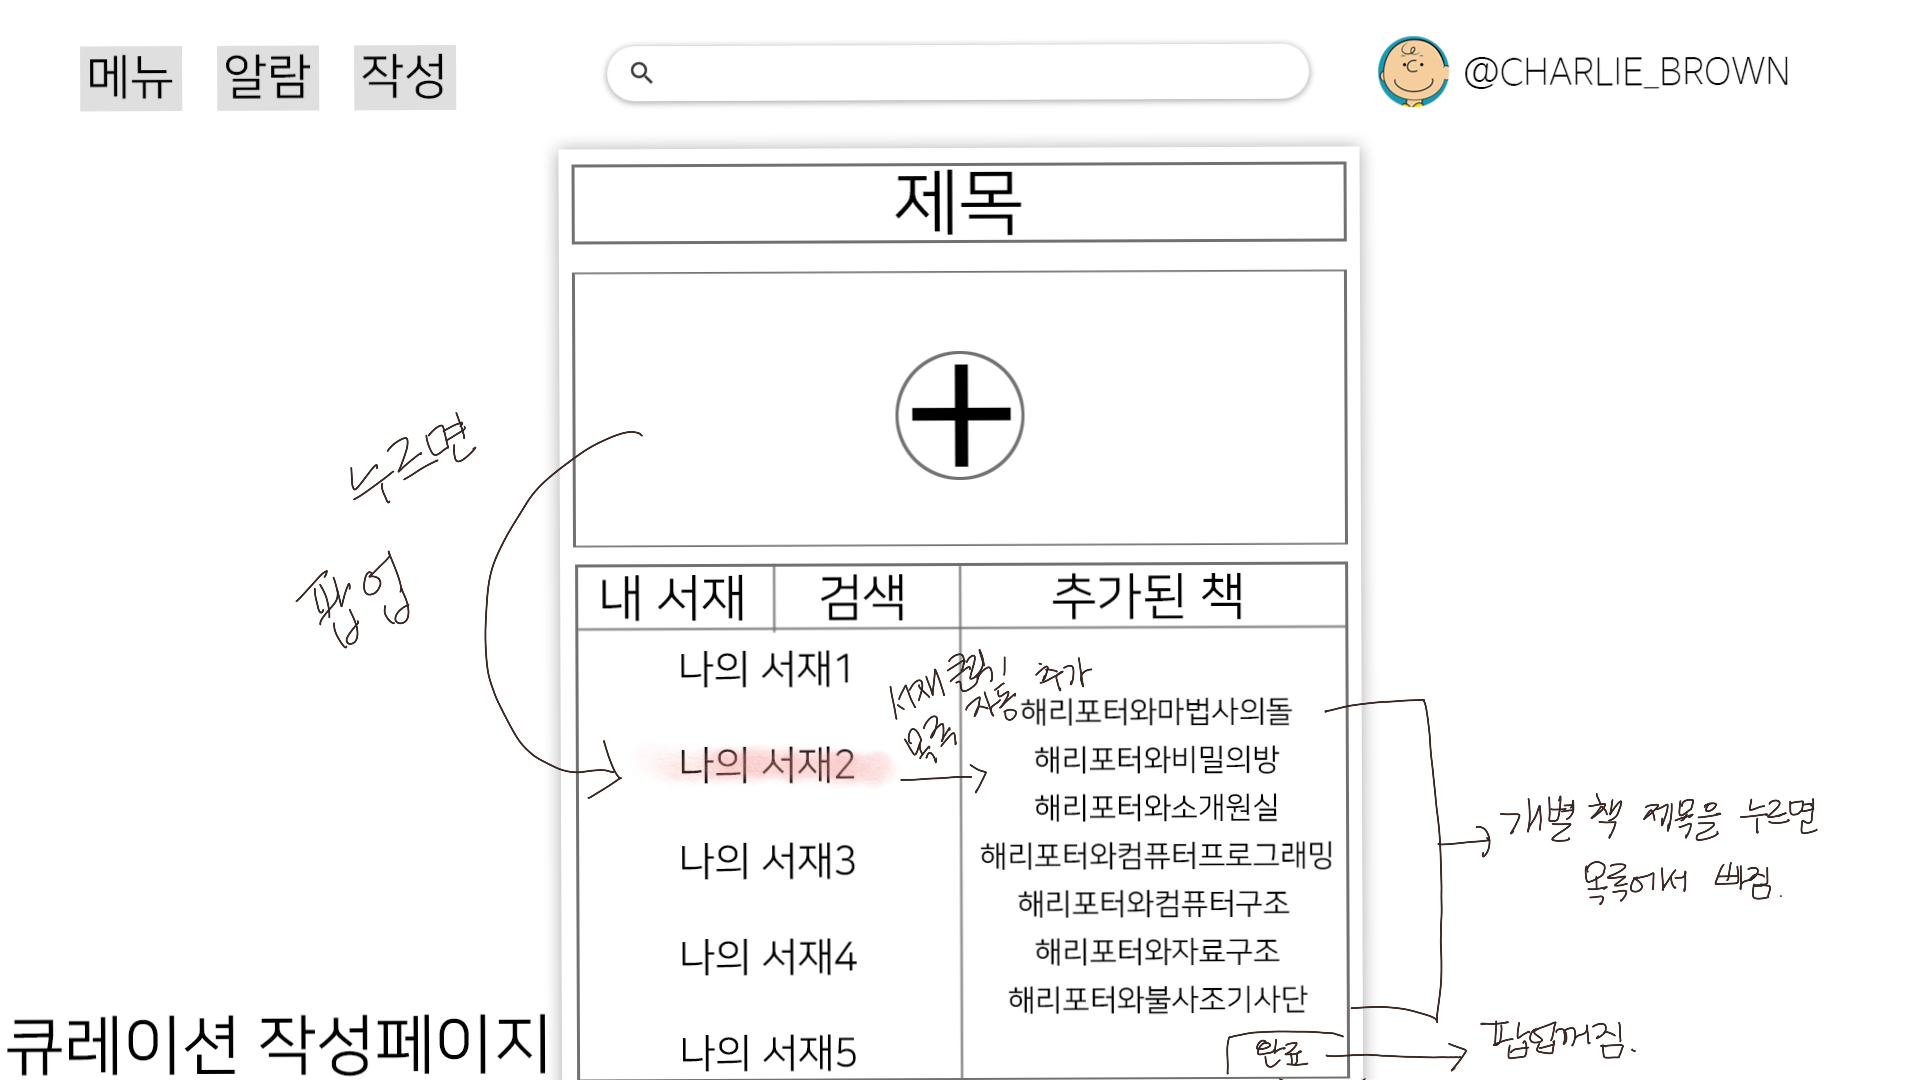 메뉴 알람 작성
@CHARLIE_BROWN
제목
누르면
팝업
내 서재 검색 추가된 책
나의 서재1
나의 서재2
나의 서재3
나의 서재4
나의 서재5
서재 클릭시
목록 자동 추가
해리포터와마법사의돌
해리포터와비밀의방
해리포터와소개원실
해리포터와컴퓨터프로그래밍
해리포터와컴퓨터구조
해리포터와자료구조
해리포터와불사조기사단
개별 책 제목을 누르면
목록에서 빠짐.
완료
팝업꺼짐.
큐레이션 작성페이지